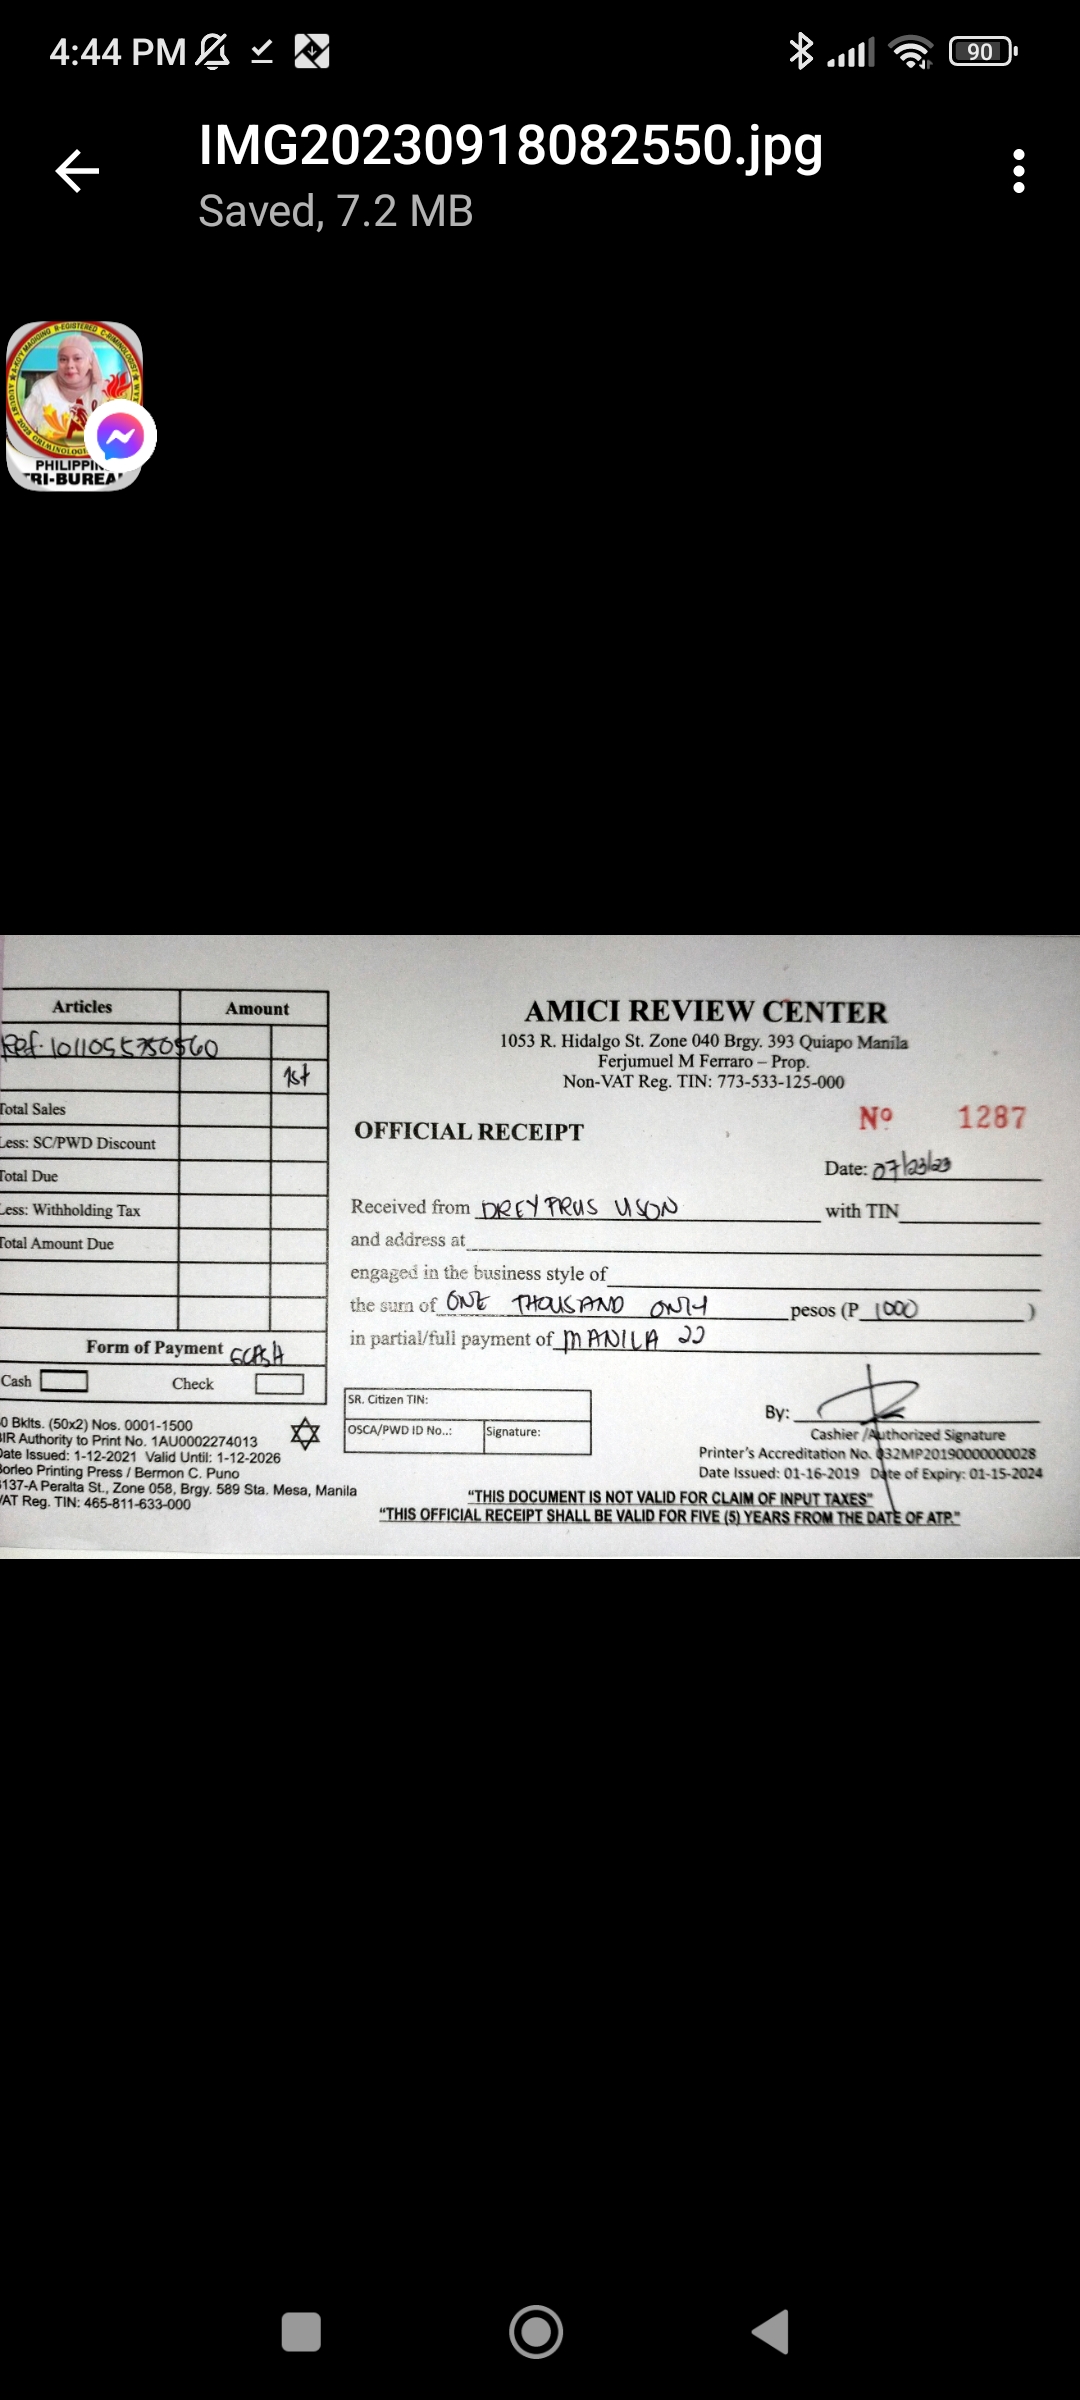 4:44 PM
90
IMG20230918082550.jpg
Saved, 7.2 MB
PHILIPPIN
TRI-BUREA
Articles Amount
Ref. 1011055750560
1st
Total Sales
Less: SC/PWD Discount
Total Due
Less: Withholding Tax
Total Amount Due
Form of Payment GCASH
Cash Check
0 Bklts. (50x2) Nos. 0001-1500
BIR Authority to Print No. 1AU0002274013
Date Issued: 1-12-2021 Valid Until: 1-12-2026
Borleo Printing Press / Bermon C. Puno
3137-A Peralta St., Zone 058, Brgy. 589 Sta. Mesa, Manila
VAT Reg. TIN: 465-811-633-000
AMICI REVIEW CENTER
1053 R. Hidalgo St. Zone 040 Brgy. 393 Quiapo Manila
Ferjumuel M Ferraro – Prop.
Non-VAT Reg. TIN: 773-533-125-000
Nº 1287
OFFICIAL RECEIPT
Date: 07/23/23
Received from DREYPRUS USON with TIN
and address at
engaged in the business style of
the sum of ONE THOUSAND ONLY pesos (P 1000 )
in partial/full payment of MANILA 22
SR. Citizen TIN:
OSCA/PWD ID No..: Signature:
By:
Cashier /Authorized Signature
Printer's Accreditation No. 032MP20190000000028
Date Issued: 01-16-2019 Date of Expiry: 01-15-2024
"THIS DOCUMENT IS NOT VALID FOR CLAIM OF INPUT TAXES"
"THIS OFFICIAL RECEIPT SHALL BE VALID FOR FIVE (5) YEARS FROM THE DATE OF ATP."